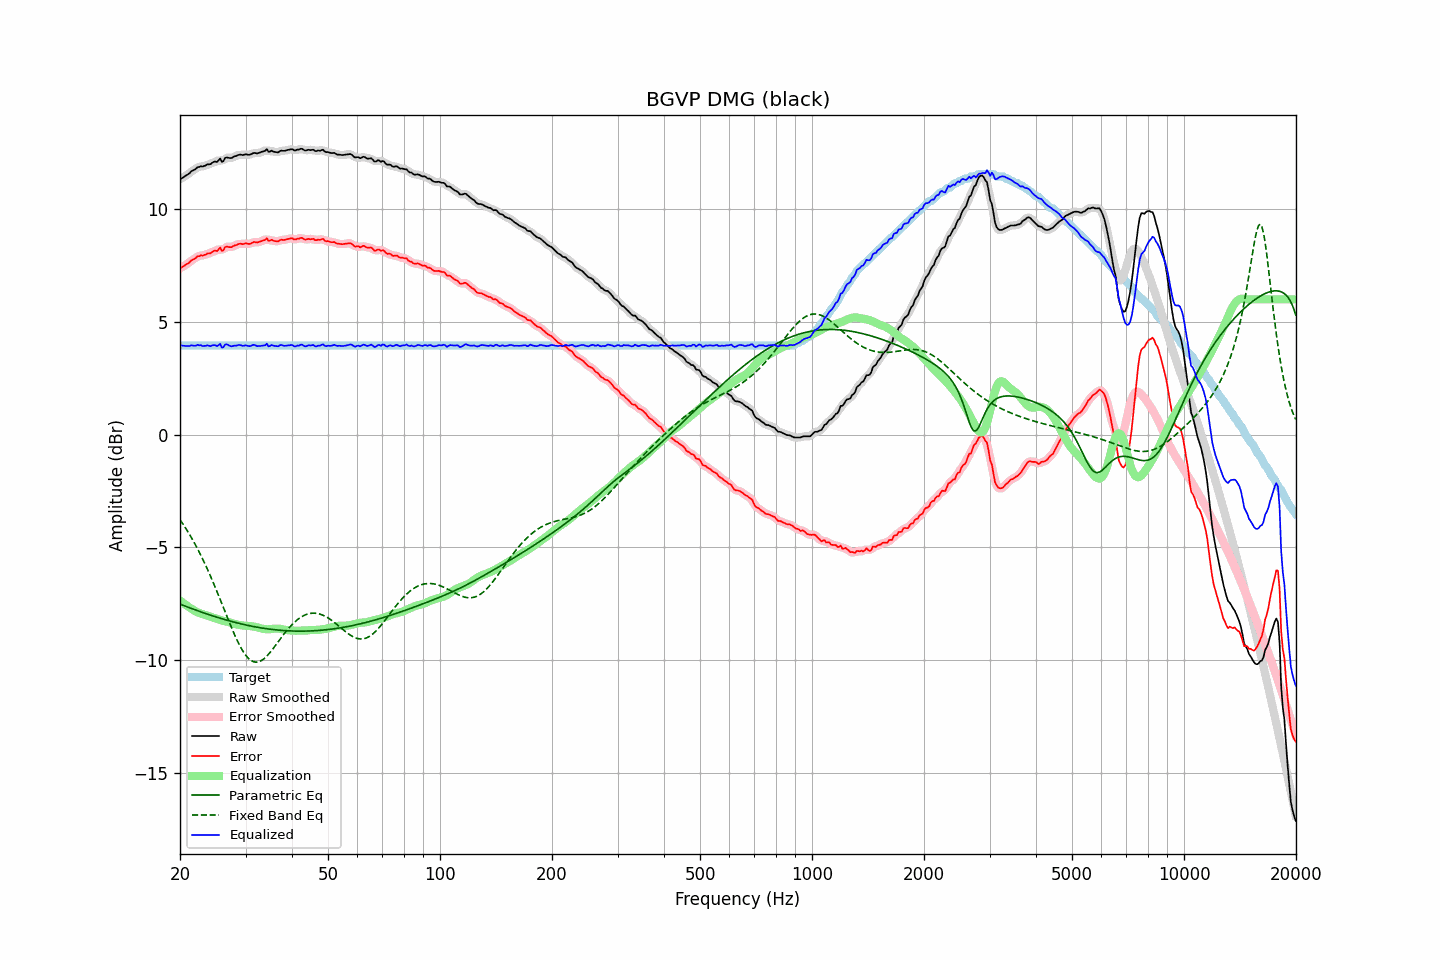 BGVP DMG (black)
Amplitude (dBr)
10
5
0
−5
−10
−15
Target
Raw Smoothed
Error Smoothed
Raw
Error
Equalization
Parametric Eq
Fixed Band Eq
Equalized
20
50
100
200
500
1000
2000
5000
10000
20000
Frequency (Hz)